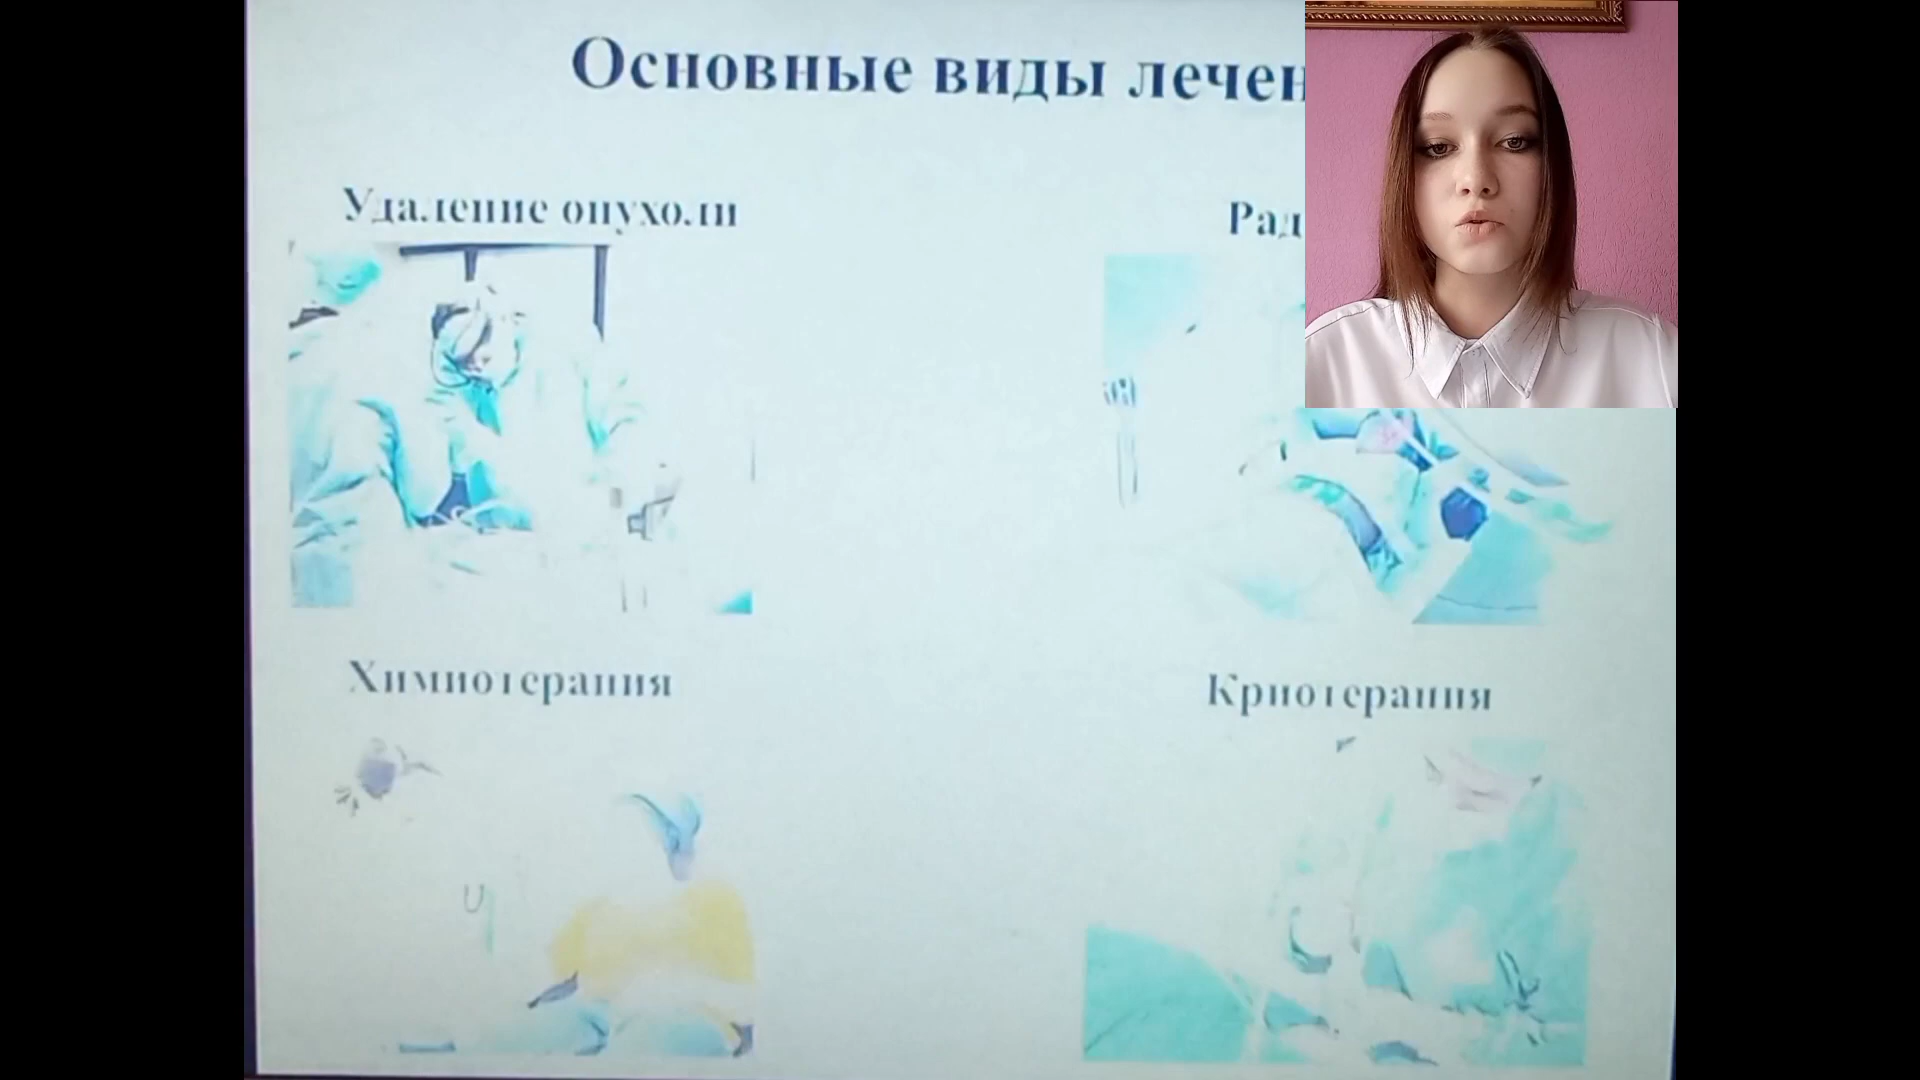 Основные виды лечен
Удаление опухоли
Рад
Химиотерапия
Криотерапия